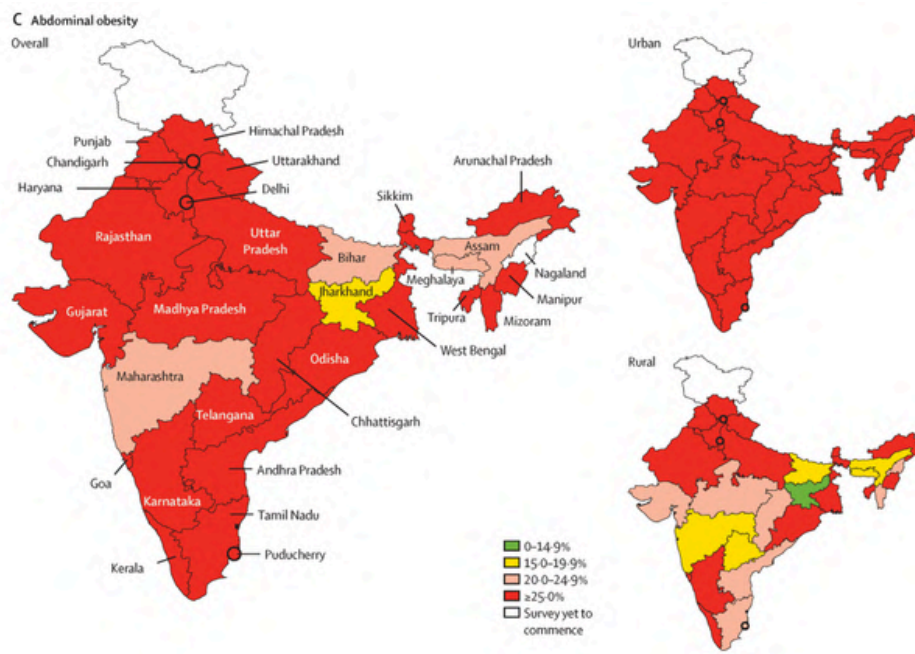 C Abdominal obesity
Overall
Urban
Punjab
Himachal Pradesh
Chandigarh
Uttarakhand
Haryana
Delhi
Arunachal Pradesh
Sikkim
Rajasthan
Uttar
Pradesh
Bihar
Assam
Meghalaya
Nagaland
Jharkhand
Gujarat
Madhya Pradesh
Manipur
Tripura
Mizoram
West Bengal
Odisha
Maharashtra
Rural
Telangana
Chhattisgarh
Goa
Andhra Pradesh
Karnataka
Tamil Nadu
Puducherry
Kerala
0–14·9%
15·0–19·9%
20·0–24·9%
≥25·0%
Survey yet to
commence